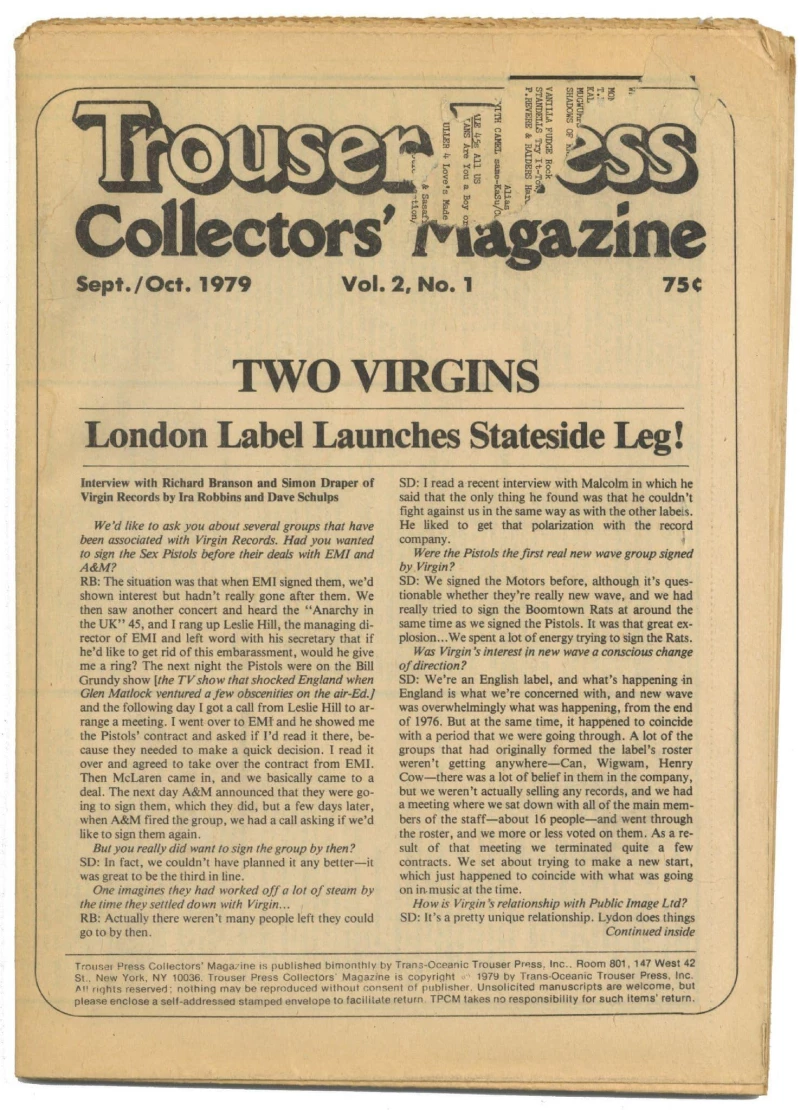 Trouser Press
Collectors' Magazine
Sept./Oct. 1979 Vol. 2, No. 1 75¢
MUGWUMPS
SHADOWS OF
VANILLA FUDGE Rook
STANDELLS Try It-
P.REVERE & RAIDERS
Alias
CAMEL same-
45s All US
Are You a Boy or
4 Love's Made
TWO VIRGINS
London Label Launches Stateside Leg!
Interview with Richard Branson and Simon Draper of
Virgin Records by Ira Robbins and Dave Schulps
We'd like to ask you about several groups that have
been associated with Virgin Records. Had you wanted
to sign the Sex Pistols before their deals with EMI and
A&M?
RB: The situation was that when EMI signed them, we'd
shown interest but hadn't really gone after them. We
then saw another concert and heard the "Anarchy in
the UK" 45, and I rang up Leslie Hill, the managing di-
rector of EMI and left word with his secretary that if
he'd like to get rid of this embarassment, would he give
me a ring? The next night the Pistols were on the Bill
Grundy show [the TV show that shocked England when
Glen Matlock ventured a few obscenities on the air-Ed.]
and the following day I got a call from Leslie Hill to ar-
range a meeting. I went over to EMI and he showed me
the Pistols' contract and asked if I'd read it there, be-
cause they needed to make a quick decision. I read it
over and agreed to take over the contract from EMI.
Then McLaren came in, and we basically came to a
deal. The next day A&M announced that they were go-
ing to sign them, which they did, but a few days later,
when A&M fired the group, we had a call asking if we'd
like to sign them again.
But you really did want to sign the group by then?
SD: In fact, we couldn't have planned it any better—it
was great to be the third in line.
One imagines they had worked off a lot of steam by
the time they settled down with Virgin...
RB: Actually there weren't many people left they could
go to by then.
SD: I read a recent interview with Malcolm in which he
said that the only thing he found was that he couldn't
fight against us in the same way as with the other labels.
He liked to get that polarization with the record
company.
Were the Pistols the first real new wave group signed
by Virgin?
SD: We signed the Motors before, although it's ques-
tionable whether they're really new wave, and we had
really tried to sign the Boomtown Rats at around the
same time as we signed the Pistols. It was that great ex-
plosion...We spent a lot of energy trying to sign the Rats.
Was Virgin's interest in new wave a conscious change
of direction?
SD: We're an English label, and what's happening in
England is what we're concerned with, and new wave
was overwhelmingly what was happening, from the end
of 1976. But at the same time, it happened to coincide
with a period that we were going through. A lot of the
groups that had originally formed the label's roster
weren't getting anywhere—Can, Wigwam, Henry
Cow—there was a lot of belief in them in the company,
but we weren't actually selling any records, and we had
a meeting where we sat down with all of the main mem-
bers of the staff—about 16 people—and went through
the roster, and we more or less voted on them. As a re-
sult of that meeting we terminated quite a few
contracts. We set about trying to make a new start,
which just happened to coincide with what was going
on in music at the time.
How is Virgin's relationship with Public Image Ltd?
SD: It's a pretty unique relationship. Lydon does things
Continued inside
Trouser Press Collectors' Magazine is published bimonthly by Trans-Oceanic Trouser Press, Inc., Room 801, 147 West 42
St., New York, NY 10036. Trouser Press Collectors' Magazine is copyright © 1979 by Trans-Oceanic Trouser Press, Inc.
All rights reserved; nothing may be reproduced without consent of publisher. Unsolicited manuscripts are welcome, but
please enclose a self-addressed stamped envelope to facilitate return. TPCM takes no responsibility for such items' return.